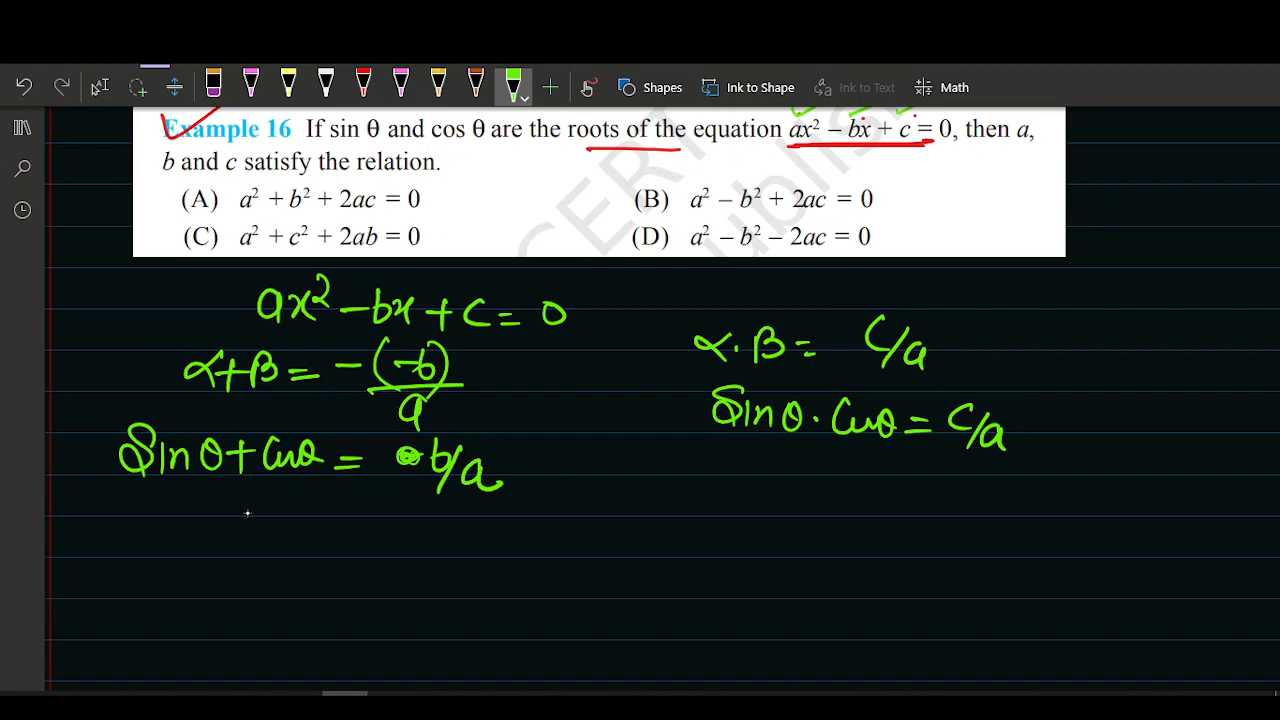 Shapes Ink to Shape Ink to Text Math
Example 16 If sin θ and cos θ are the roots of the equation ax² – bx + c = 0, then a,
b and c satisfy the relation.
(A) a² + b² + 2ac = 0 (B) a² – b² + 2ac = 0
(C) a² + c² + 2ab = 0 (D) a² – b² – 2ac = 0
CERT
ublis
ax² – bx + c = 0
α + β = –(–b)/a
α · β = c/a
Sin θ · Cos θ = c/a
Sin θ + Cos θ = b/a